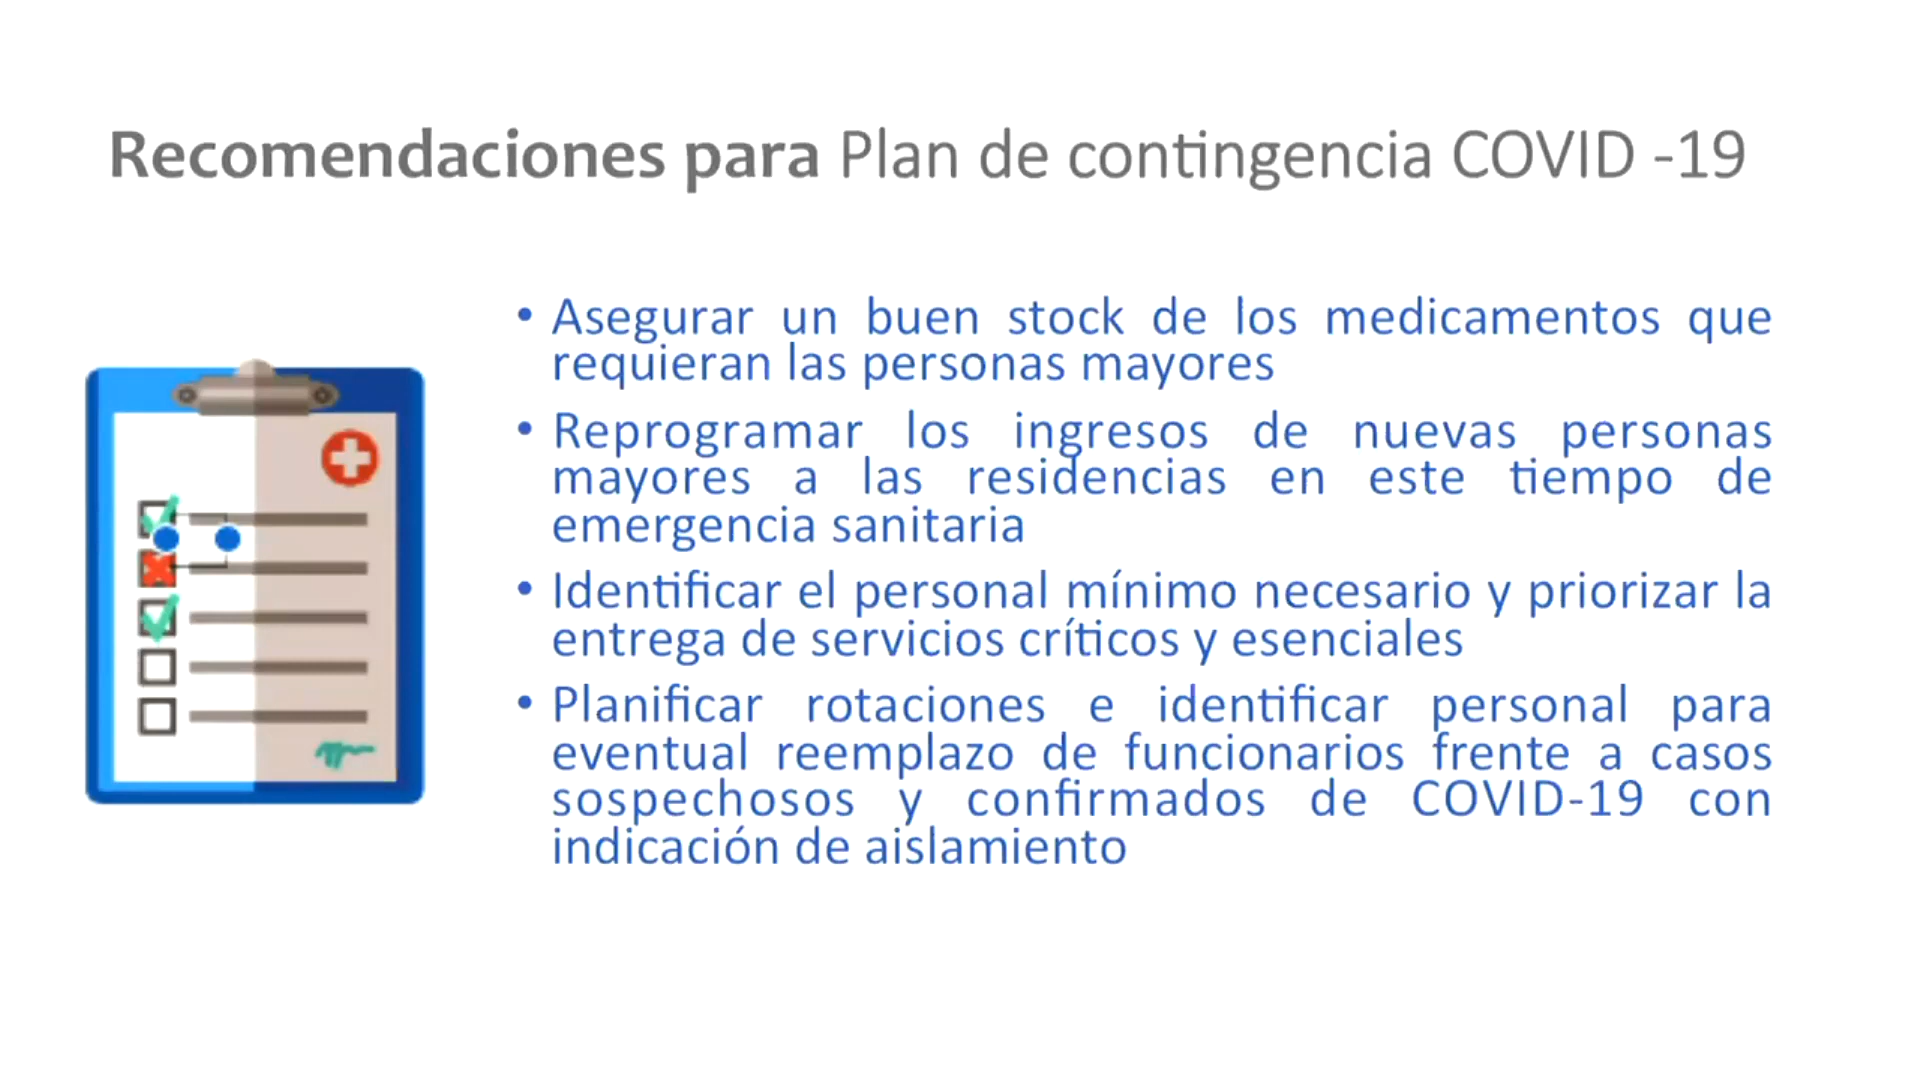 Recomendaciones para Plan de contingencia COVID -19
• Asegurar un buen stock de los medicamentos que
requieran las personas mayores
• Reprogramar los ingresos de nuevas personas
mayores a las residencias en este tiempo de
emergencia sanitaria
• Identificar el personal mínimo necesario y priorizar la
entrega de servicios críticos y esenciales
• Planificar rotaciones e identificar personal para
eventual reemplazo de funcionarios frente a casos
sospechosos y confirmados de COVID-19 con
indicación de aislamiento